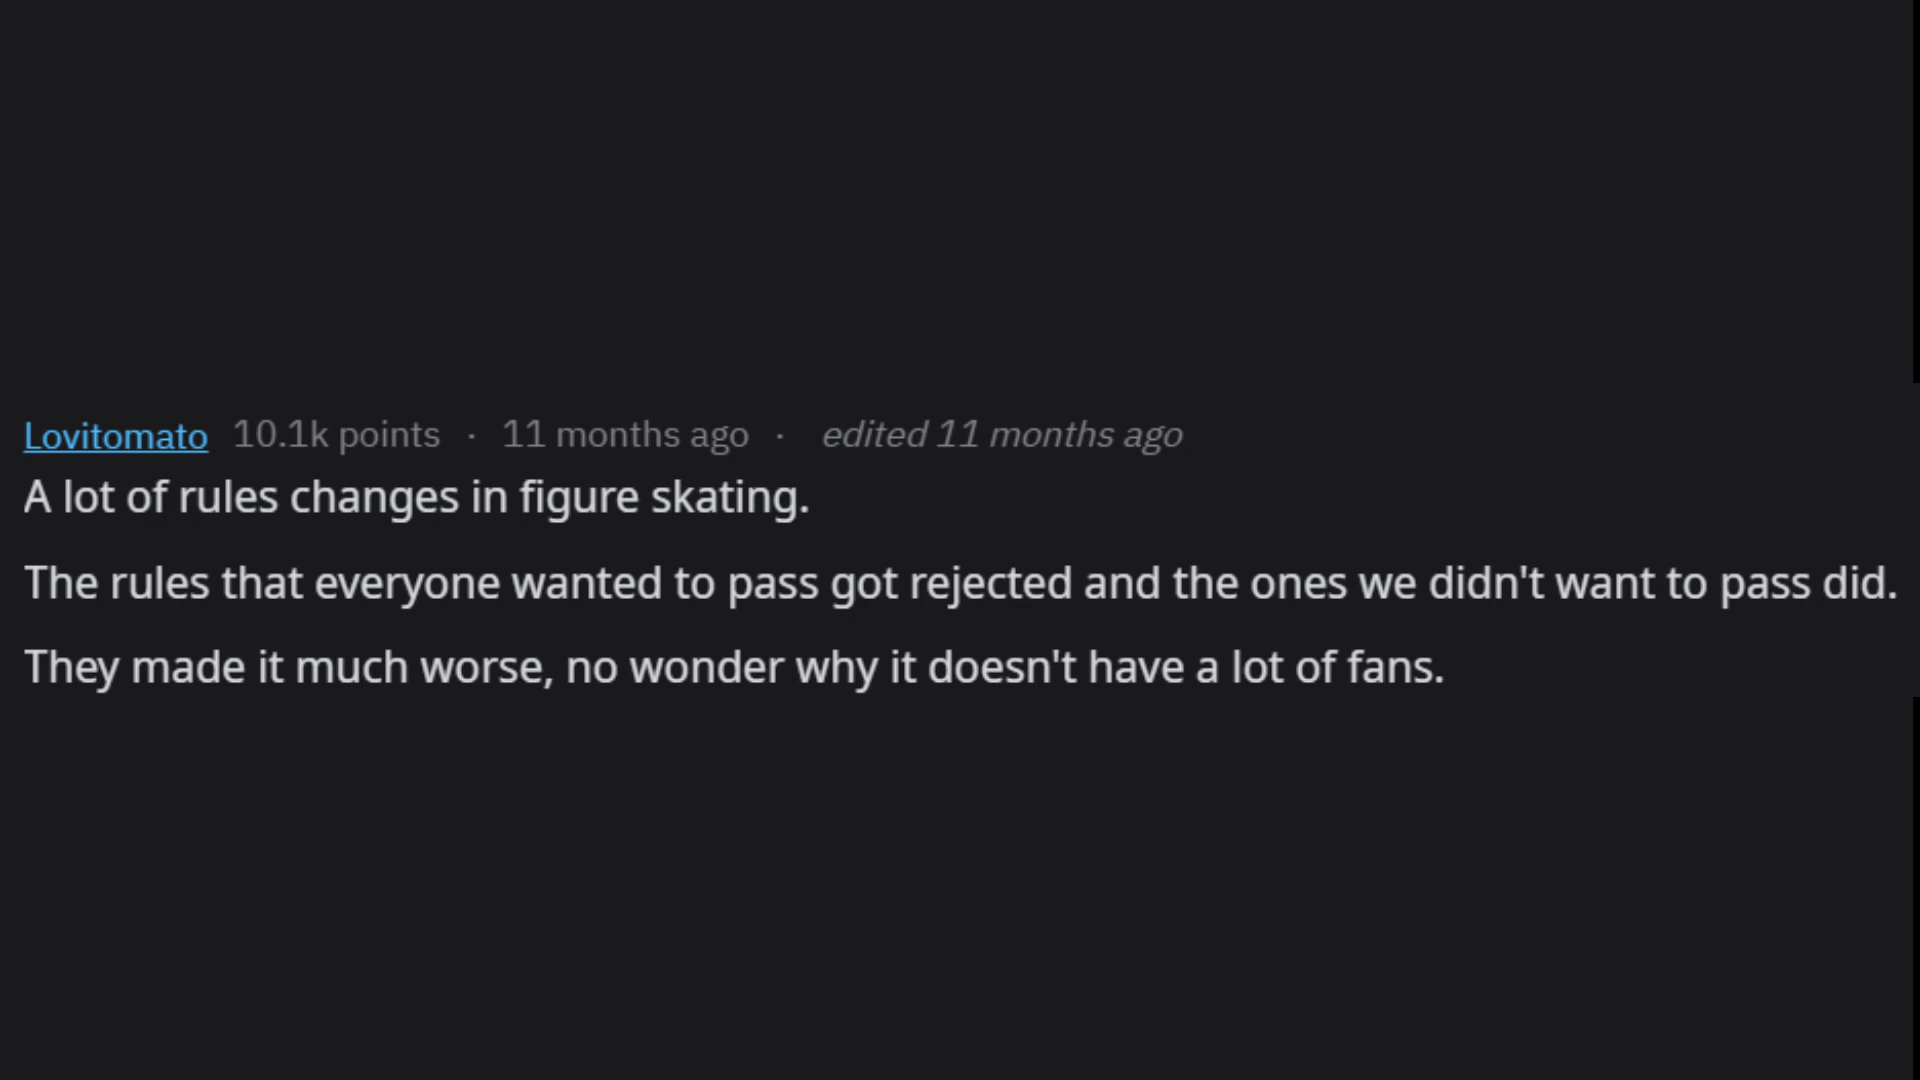 Lovitomato 10.1k points · 11 months ago · edited 11 months ago
A lot of rules changes in figure skating.
The rules that everyone wanted to pass got rejected and the ones we didn't want to pass did.
They made it much worse, no wonder why it doesn't have a lot of fans.